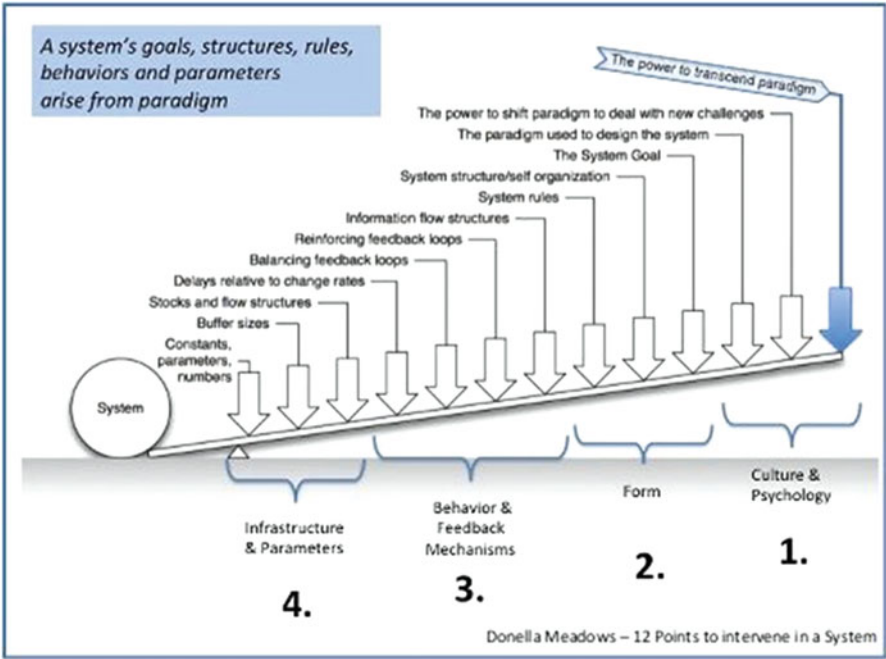 A system's goals, structures, rules,
behaviors and parameters
arise from paradigm
The power to transcend paradigm
The power to shift paradigm to deal with new challenges
The paradigm used to design the system
The System Goal
System structure/self organization
System rules
Information flow structures
Reinforcing feedback loops
Balancing feedback loops
Delays relative to change rates
Stocks and flow structures
Buffer sizes
Constants,
parameters,
numbers
System
Infrastructure
& Parameters
4.
Behavior &
Feedback
Mechanisms
3.
Form
2.
Culture &
Psychology
1.
Donella Meadows – 12 Points to intervene in a System